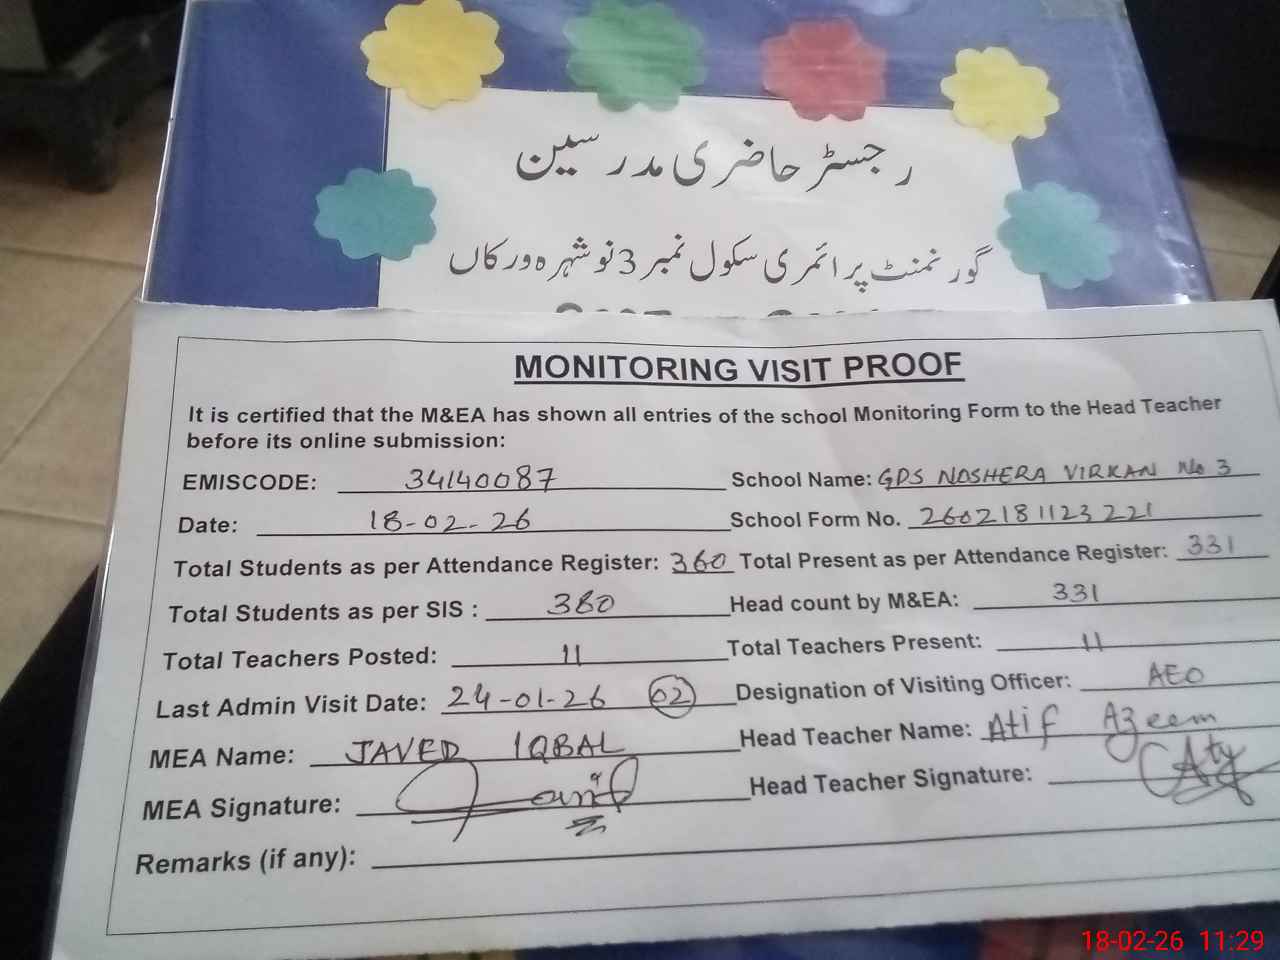 رجسٹر حاضری مدرسین
گورنمنٹ پرائمری سکول نمبر 3 نوشہرہ ورکاں
MONITORING VISIT PROOF
It is certified that the M&EA has shown all entries of the school Monitoring Form to the Head Teacher
before its online submission:
EMISCODE: 34140087 School Name: GPS NOSHERA VIRKAN No 3
Date: 18-02-26 School Form No. 2602181123221
Total Students as per Attendance Register: 360 Total Present as per Attendance Register: 331
Total Students as per SIS : 380 Head count by M&EA: 331
Total Teachers Posted: 11 Total Teachers Present: 11
Last Admin Visit Date: 24-01-26 02 Designation of Visiting Officer: AEO
MEA Name: JAVED IQBAL Head Teacher Name: Atif Azeem
MEA Signature: Head Teacher Signature:
Remarks (if any):
18-02-26 11:29